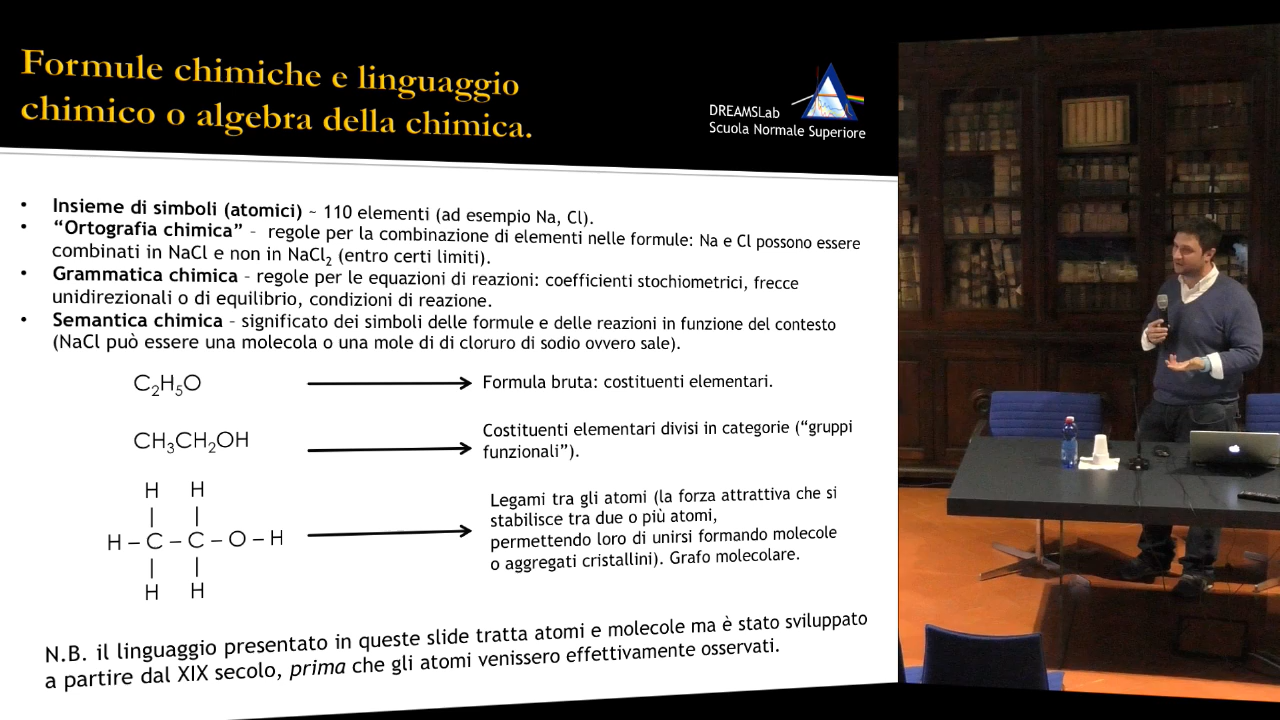 Formule chimiche e linguaggio
chimico o algebra della chimica.
DREAMSLab
Scuola Normale Superiore
• Insieme di simboli (atomici) ~ 110 elementi (ad esempio Na, Cl).
• “Ortografia chimica” – regole per la combinazione di elementi nelle formule: Na e Cl possono essere
combinati in NaCl e non in NaCl₂ (entro certi limiti).
• Grammatica chimica – regole per le equazioni di reazioni: coefficienti stochiometrici, frecce
unidirezionali o di equilibrio, condizioni di reazione.
• Semantica chimica – significato dei simboli delle formule e delle reazioni in funzione del contesto
(NaCl può essere una molecola o una mole di di cloruro di sodio ovvero sale).
C₂H₅O
Formula bruta: costituenti elementari.
CH₃CH₂OH
Costituenti elementari divisi in categorie (“gruppi
funzionali”).
H H
| |
H – C – C – O – H
| |
H H
Legami tra gli atomi (la forza attrattiva che si
stabilisce tra due o più atomi,
permettendo loro di unirsi formando molecole
o aggregati cristallini). Grafo molecolare.
N.B. il linguaggio presentato in queste slide tratta atomi e molecole ma è stato sviluppato
a partire dal XIX secolo, prima che gli atomi venissero effettivamente osservati.